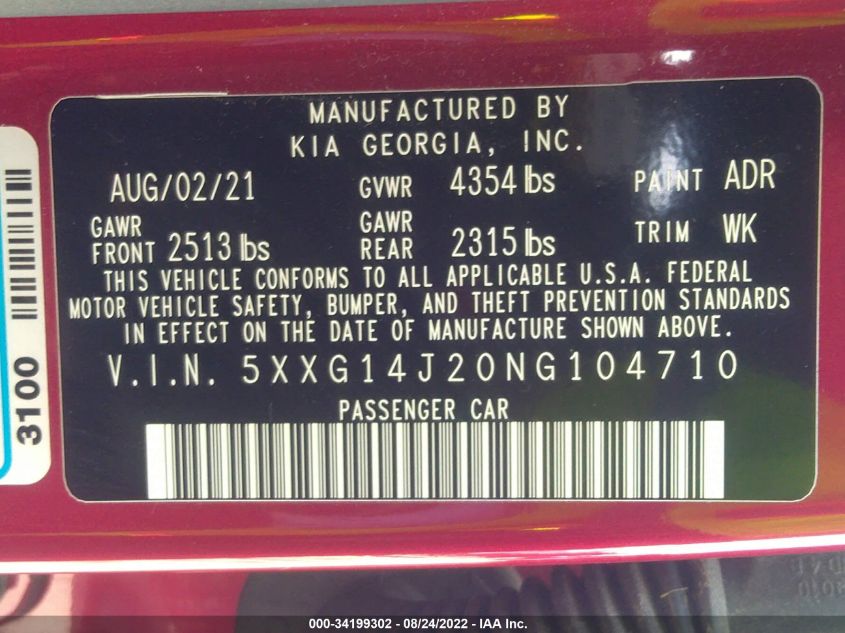 MANUFACTURED BY
KIA GEORGIA, INC.
AUG/02/21 GVWR 4354 lbs PAINT ADR
GAWR FRONT 2513 lbs GAWR REAR 2315 lbs TRIM WK
THIS VEHICLE CONFORMS TO ALL APPLICABLE U.S.A. FEDERAL
MOTOR VEHICLE SAFETY, BUMPER, AND THEFT PREVENTION STANDARDS
IN EFFECT ON THE DATE OF MANUFACTURE SHOWN ABOVE.
V.I.N. 5XXG14J20NG104710
PASSENGER CAR
3100
000-34199302 - 08/24/2022 - IAA Inc.